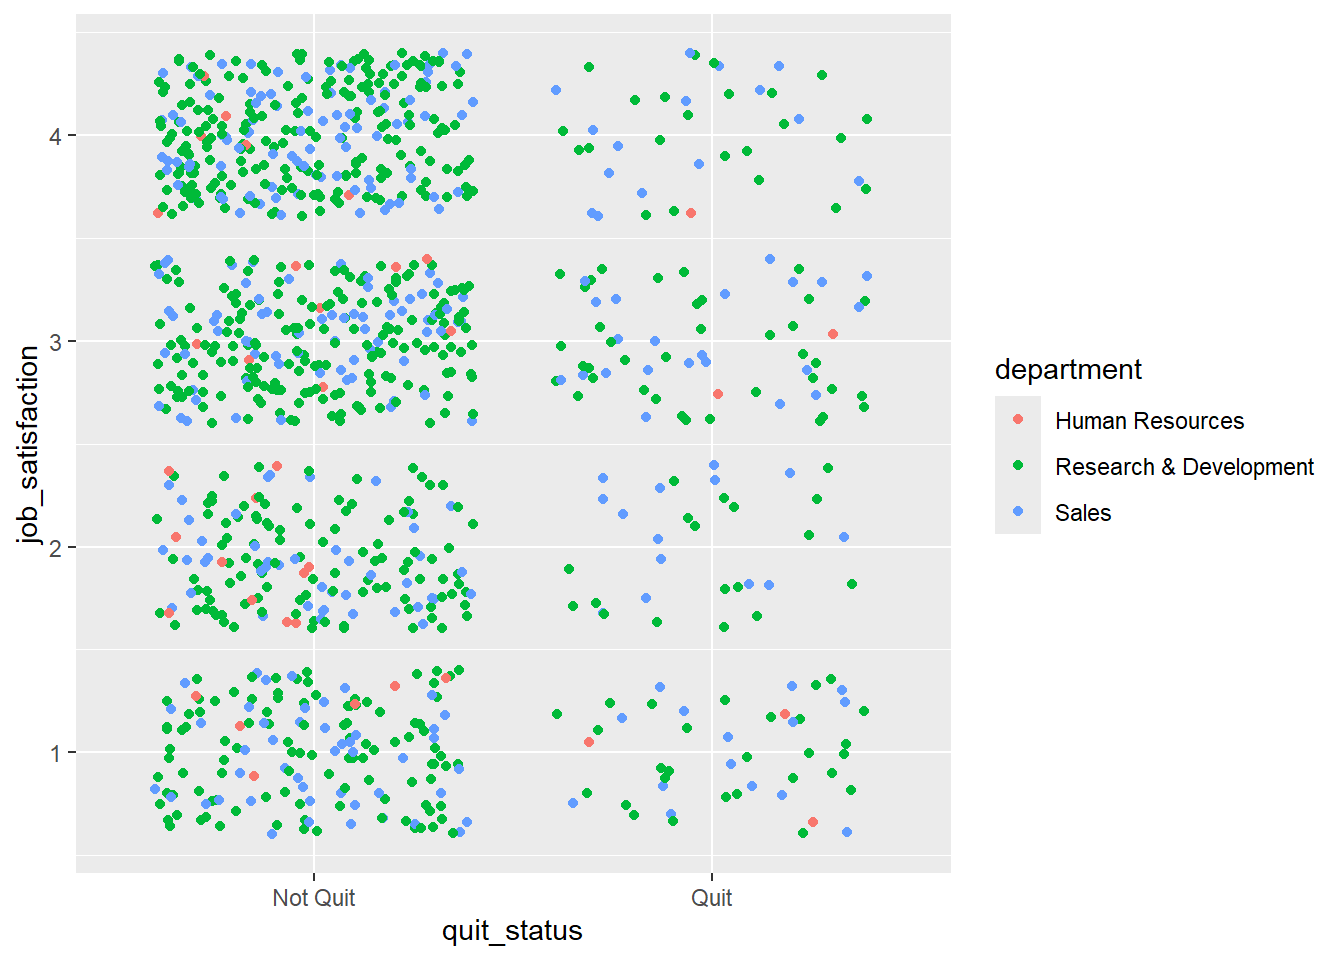 4
3
2
1
job_satisfaction
Not Quit
Quit
quit_status
department
Human Resources
Research & Development
Sales